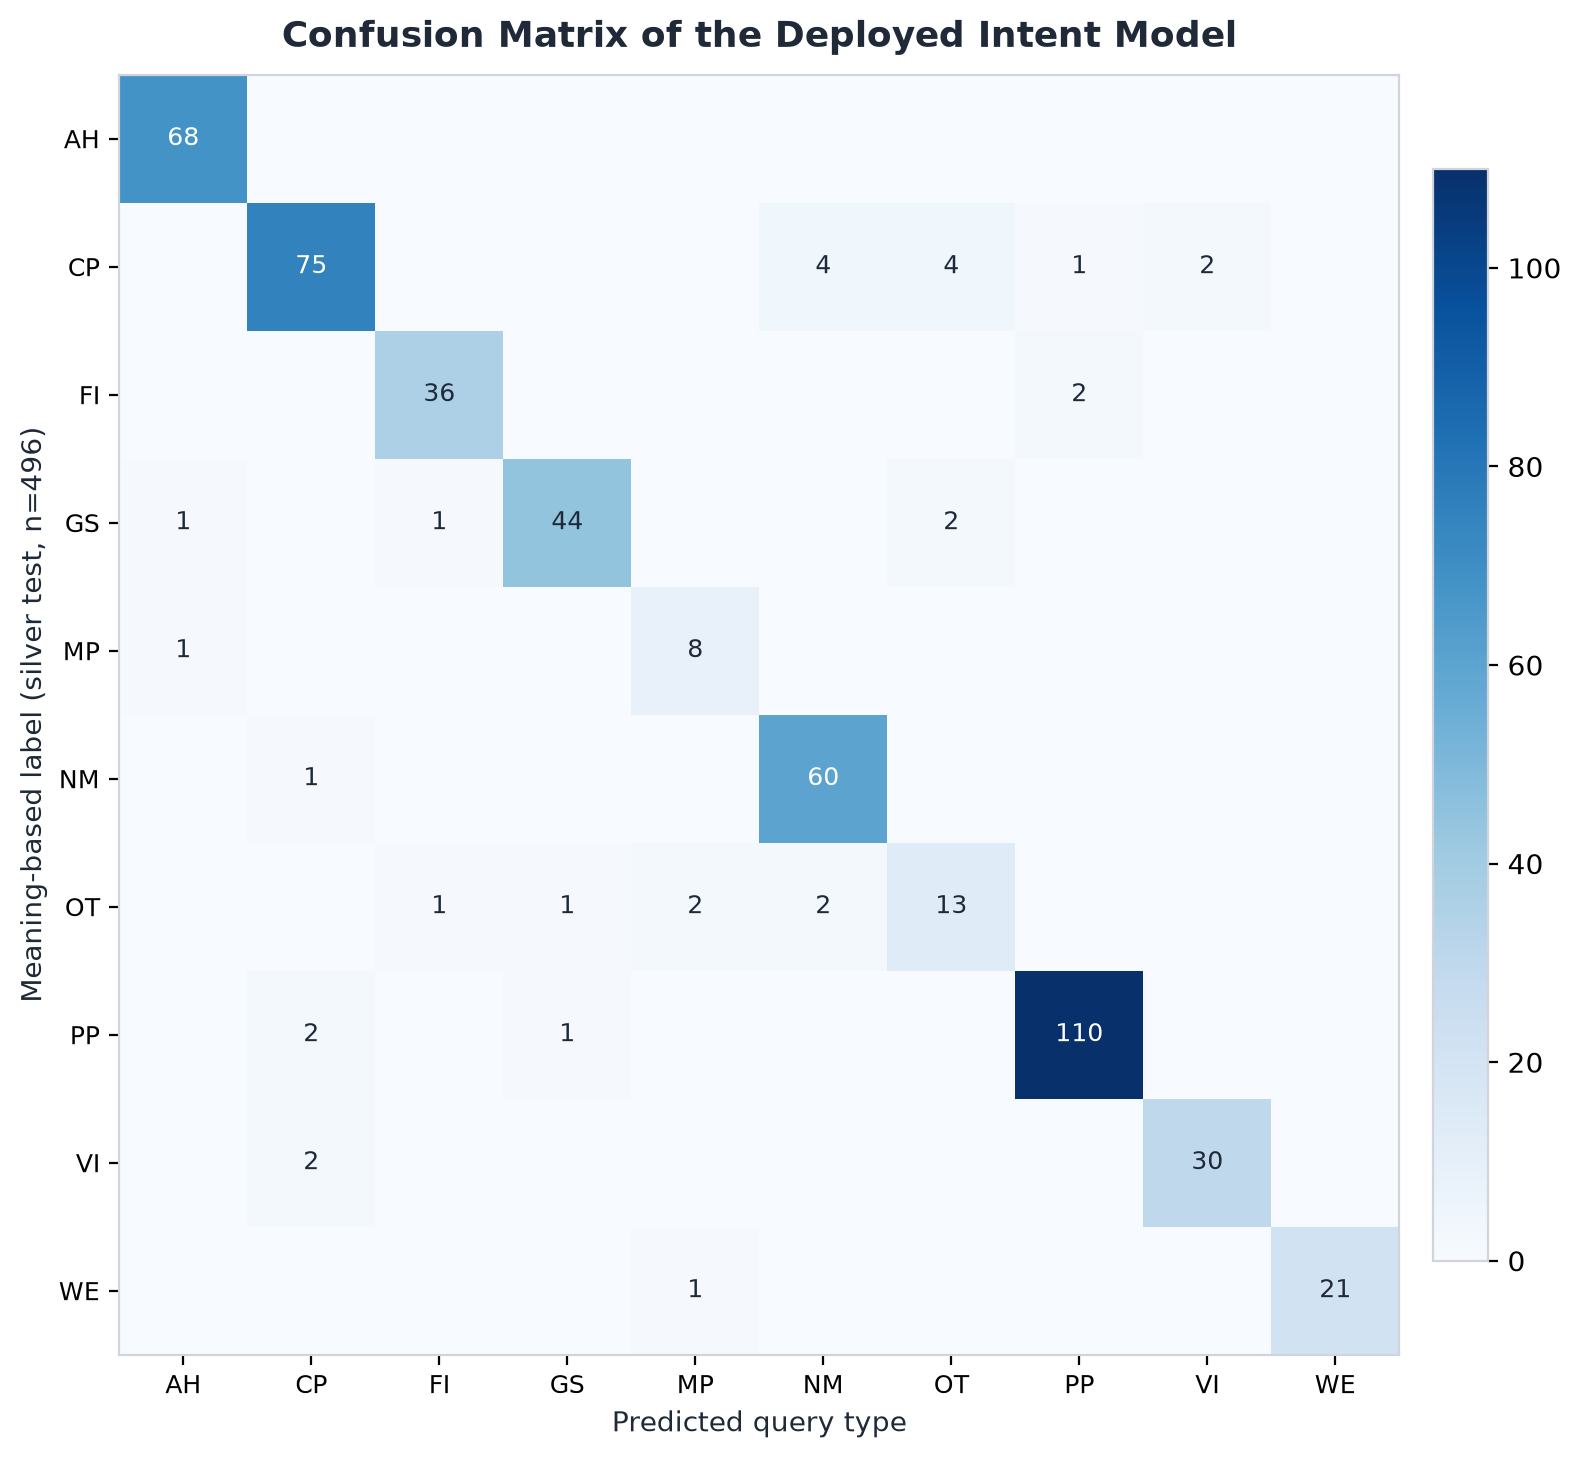 Confusion Matrix of the Deployed Intent Model
AH 68
CP 75 4 4 1 2
FI 36 2
GS 1 1 44 2
MP 1 8
NM 1 60
OT 1 1 2 2 13
PP 2 1 110
VI 2 30
WE 1 21
AH CP FI GS MP NM OT PP VI WE
Predicted query type
Meaning-based label (silver test, n=496)
100
80
60
40
20
0